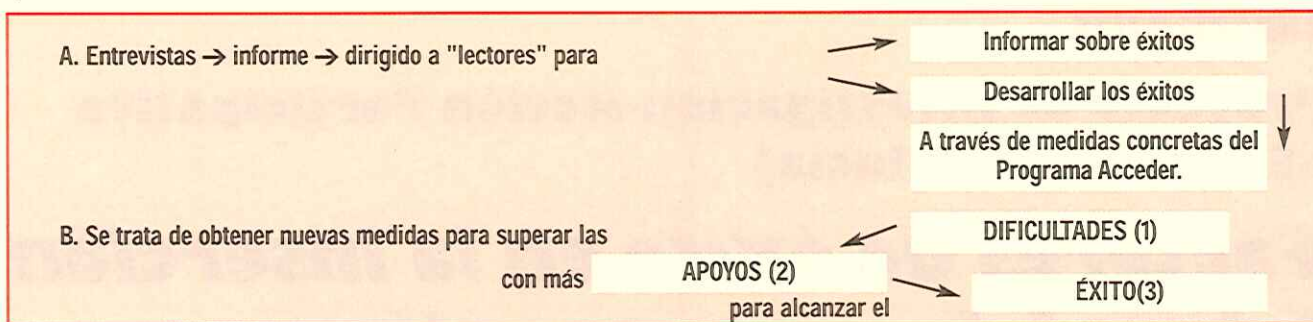 A. Entrevistas → informe → dirigido a "lectores" para
Informar sobre éxitos
Desarrollar los éxitos
A través de medidas concretas del
Programa Acceder.
B. Se trata de obtener nuevas medidas para superar las
DIFICULTADES (1)
con más APOYOS (2)
para alcanzar el
ÉXITO(3)